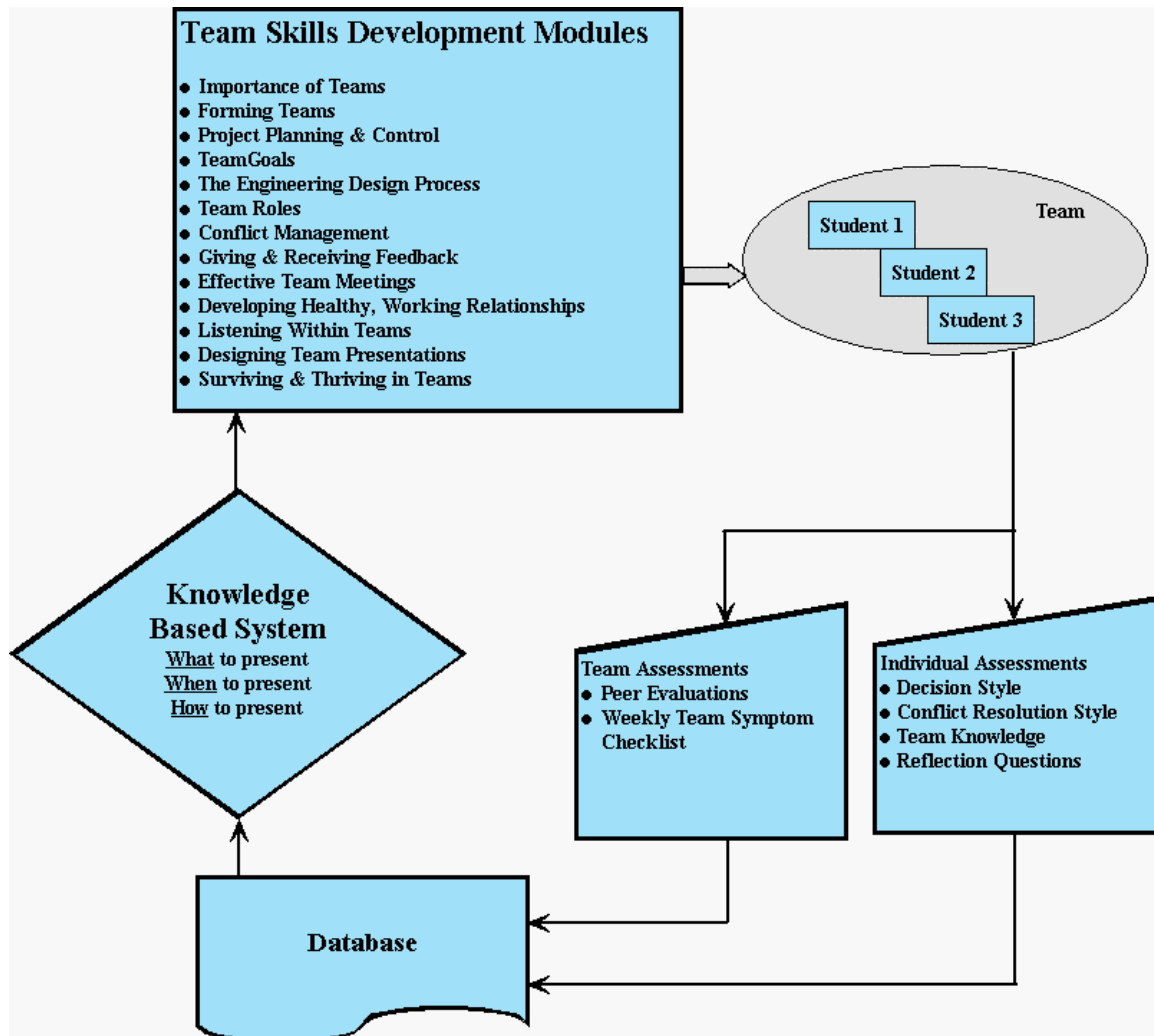 Team Skills Development Modules
● Importance of Teams
● Forming Teams
● Project Planning & Control
● TeamGoals
● The Engineering Design Process
● Team Roles
● Conflict Management
● Giving & Receiving Feedback
● Effective Team Meetings
● Developing Healthy, Working Relationships
● Listening Within Teams
● Designing Team Presentations
● Surviving & Thriving in Teams
Team
Student 1
Student 2
Student 3
Knowledge
Based System
What to present
When to present
How to present
Team Assessments
● Peer Evaluations
● Weekly Team Symptom
Checklist
Individual Assessments
● Decision Style
● Conflict Resolution Style
● Team Knowledge
● Reflection Questions
Database